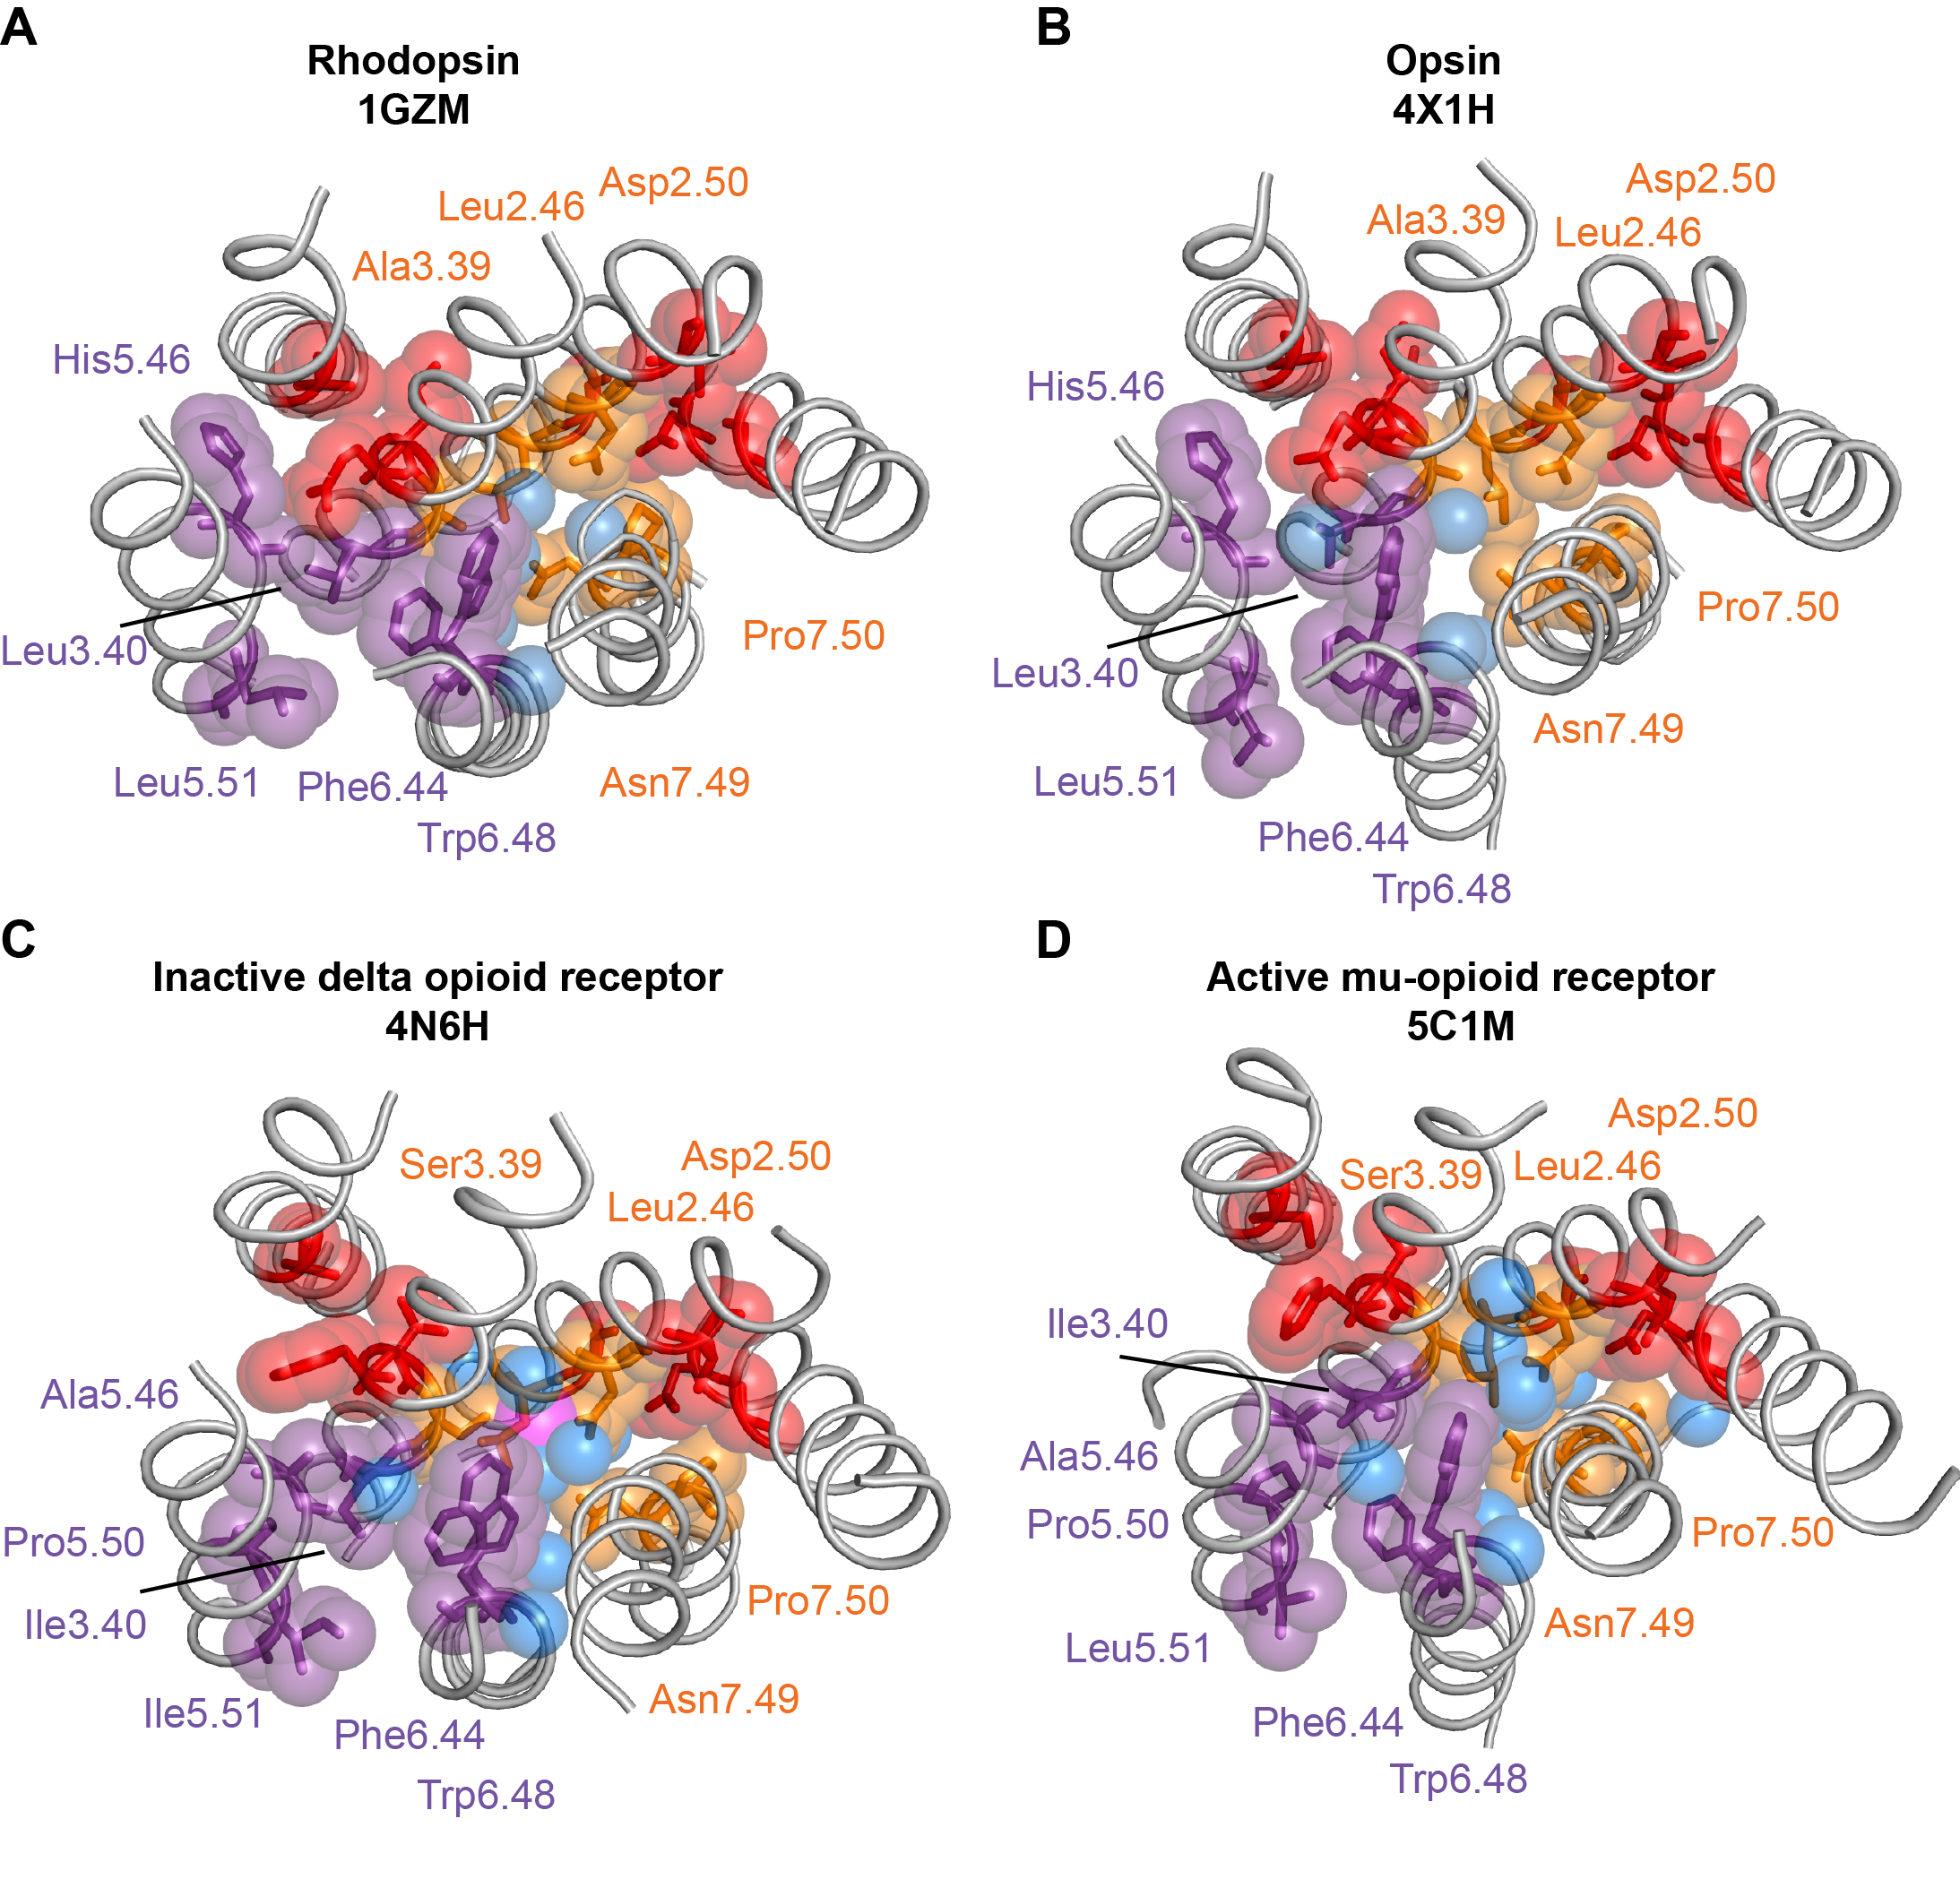 A
Rhodopsin
1GZM
Asp2.50
Leu2.46
Ala3.39
His5.46
Leu3.40
Pro7.50
Leu5.51
Phe6.44
Asn7.49
Trp6.48
B
Opsin
4X1H
Asp2.50
Ala3.39
Leu2.46
His5.46
Pro7.50
Leu3.40
Asn7.49
Leu5.51
Phe6.44
Trp6.48
C
Inactive delta opioid receptor
4N6H
Ser3.39
Asp2.50
Leu2.46
Ala5.46
Pro5.50
Pro7.50
Ile3.40
Asn7.49
Ile5.51
Phe6.44
Trp6.48
D
Active mu-opioid receptor
5C1M
Asp2.50
Ser3.39
Leu2.46
Ile3.40
Ala5.46
Pro5.50
Pro7.50
Asn7.49
Leu5.51
Phe6.44
Trp6.48